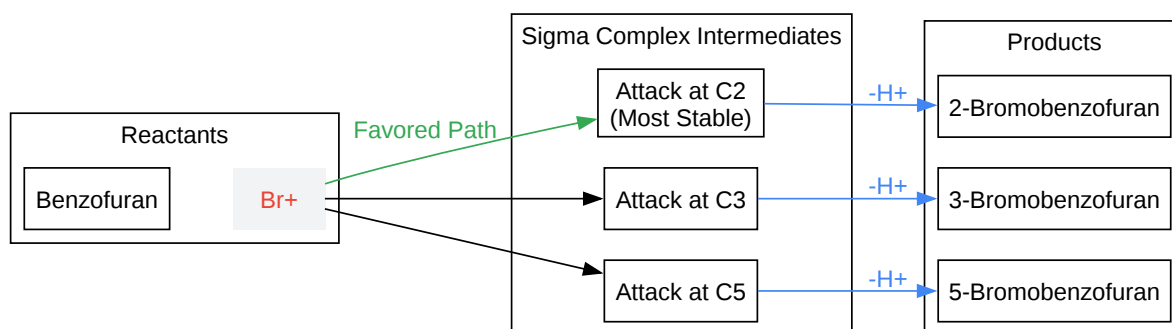 Sigma Complex Intermediates
Products
Attack at C2
(Most Stable)
-H+
2-Bromobenzofuran
Reactants
Favored Path
Benzofuran
Br+
Attack at C3
-H+
3-Bromobenzofuran
Attack at C5
-H+
5-Bromobenzofuran